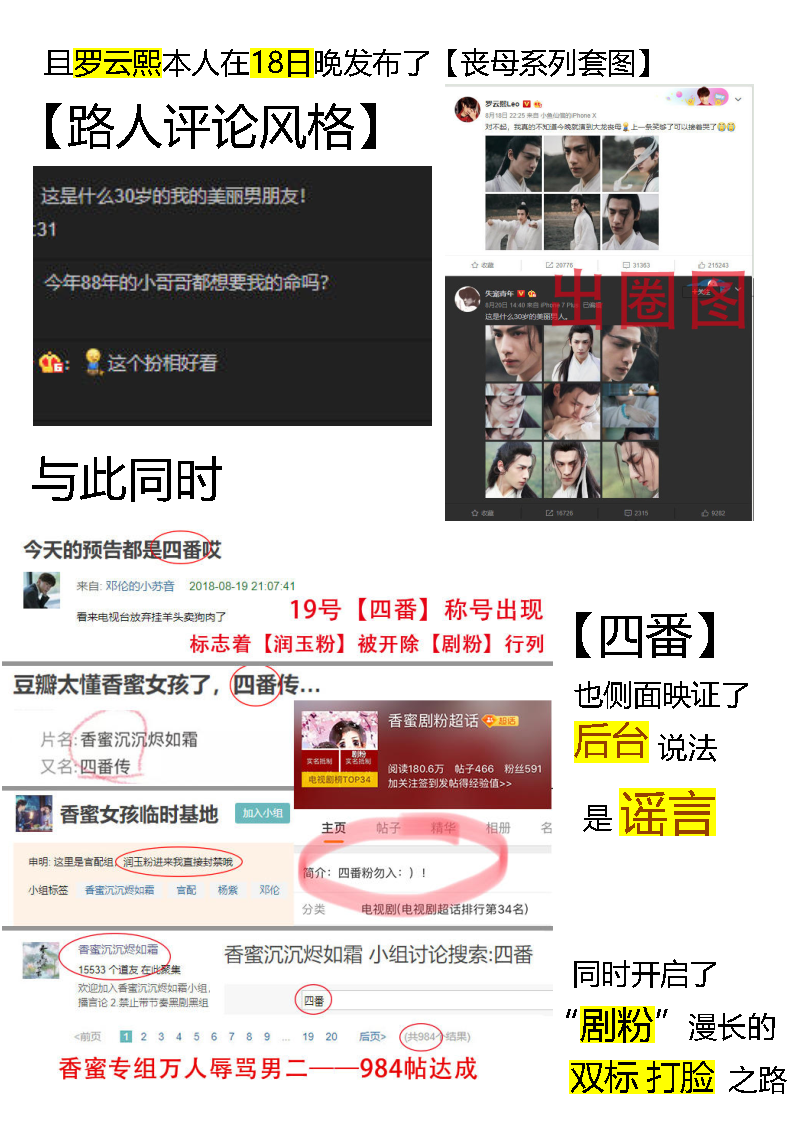 且罗云熙本人在18日晚发布了【丧母系列套图】
【路人评论风格】
这是什么30岁的我的美丽男朋友!
:31
今年88年的小哥哥都想要我的命吗?
：这个扮相好看
罗云熙Leo
8月18日 22:25 来自 小鱼仙倌的iPhone X
对不起，我真的不知道今晚就演到大龙丧母上一条笑够了可以接着哭了
收藏 20776 31363 215243
出圈图
失宠青年
+关注
8月20日 14:40 来自 iPhone 7 Plus 已编辑
这是什么30岁的美丽男人。
收藏 16726 2315 9282
与此同时
今天的预告都是四番哎
来自: 邓伦的小苏音 2018-08-19 21:07:41
看来电视台放弃挂羊头卖狗肉了
19号【四番】称号出现
标志着【润玉粉】被开除【剧粉】行列
豆瓣太懂香蜜女孩了，四番传...
片名:香蜜沉沉烬如霜
又名:四番传
香蜜剧粉超话 超话
剧粉
实名抵制 实名抵制
电视剧榜TOP34
阅读180.6万 帖子466 粉丝591
加关注签到发帖得经验值>>
主页 帖子 精华 相册 名
简介：四番粉勿入：）！
分类 电视剧(电视剧超话排行第34名)
香蜜女孩临时基地 加入小组
申明: 这里是官配组，润玉粉进来我直接封禁哦
小组标签 香蜜沉沉烬如霜 官配 杨紫 邓伦
【四番】
也侧面映证了
后台 说法
是 谣言
香蜜沉沉烬如霜
15533 个道友 在此聚集
欢迎加入香蜜沉沉烬如霜小组,
播言论 2.禁止带节奏黑剧黑组
香蜜沉沉烬如霜 小组讨论搜索:四番
四番
<前页 1 2 3 4 5 6 7 8 9 ... 19 20 后页> (共984个结果)
香蜜专组万人辱骂男二——984帖达成
同时开启了
“剧粉”漫长的
双标 打脸 之路